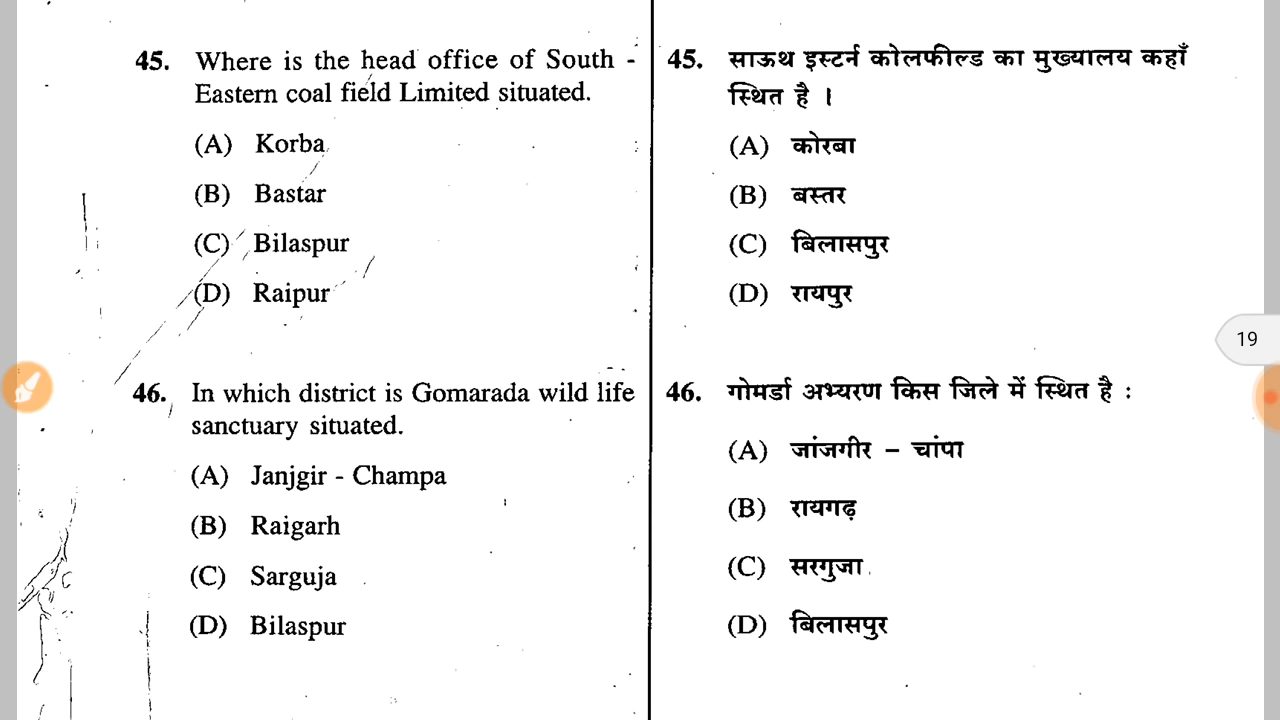 45. Where is the head office of South -
Eastern coal field Limited situated.
(A) Korba
(B) Bastar
(C) Bilaspur
(D) Raipur
46. In which district is Gomarada wild life
sanctuary situated.
(A) Janjgir - Champa
(B) Raigarh
(C) Sarguja
(D) Bilaspur
45. साऊथ इस्टर्न कोलफील्ड का मुख्यालय कहाँ
स्थित है ।
(A) कोरबा
(B) बस्तर
(C) बिलासपुर
(D) रायपुर
46. गोमर्डा अभ्यरण किस जिले में स्थित है :
(A) जांजगीर – चांपा
(B) रायगढ़
(C) सरगुजा
(D) बिलासपुर
19